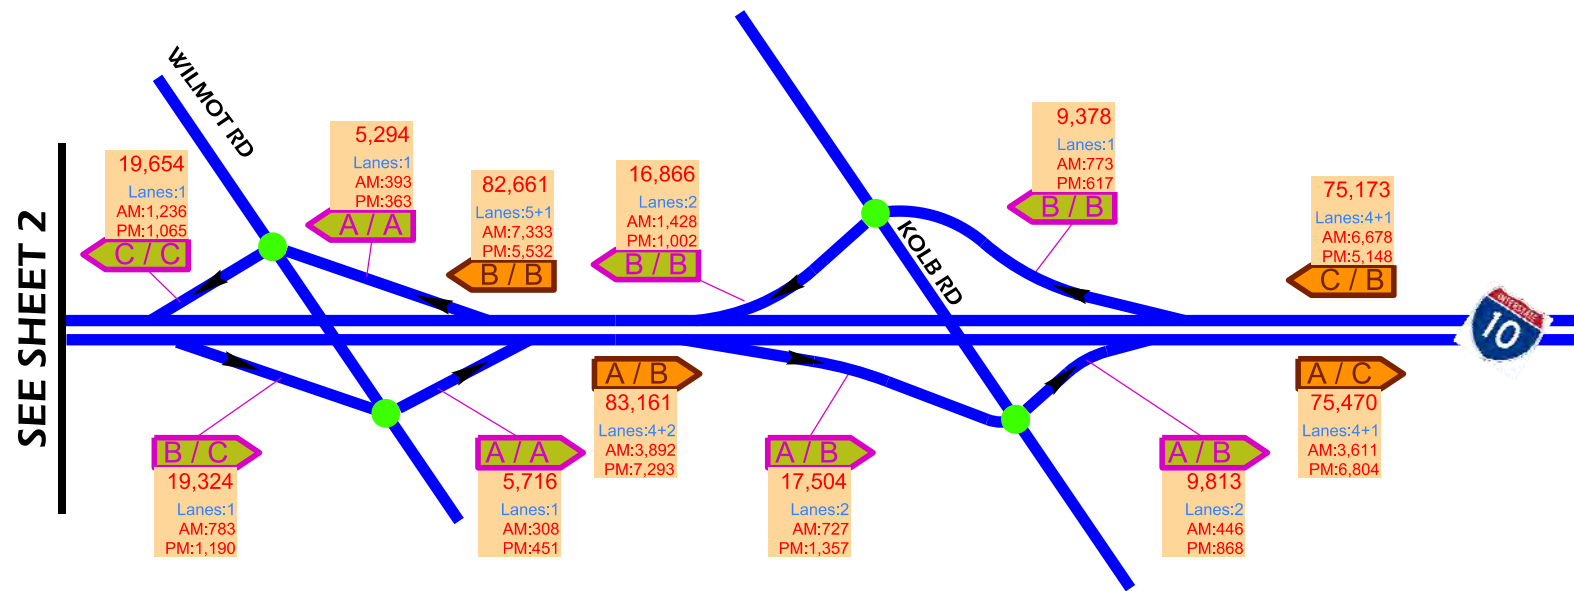 SEE SHEET 2
WILMOT RD
19,654
Lanes:1
AM:1,236
PM:1,065
C / C
5,294
Lanes:1
AM:393
PM:363
A / A
82,661
Lanes:5+1
AM:7,333
PM:5,532
B / B
16,866
Lanes:2
AM:1,428
PM:1,002
B / B
KOLB RD
9,378
Lanes:1
AM:773
PM:617
B / B
75,173
Lanes:4+1
AM:6,678
PM:5,148
C / B
INTERSTATE
10
B / C
19,324
Lanes:1
AM:783
PM:1,190
A / A
5,716
Lanes:1
AM:308
PM:451
A / B
83,161
Lanes:4+2
AM:3,892
PM:7,293
A / B
17,504
Lanes:2
AM:727
PM:1,357
A / B
9,813
Lanes:2
AM:446
PM:868
A / C
75,470
Lanes:4+1
AM:3,611
PM:6,804